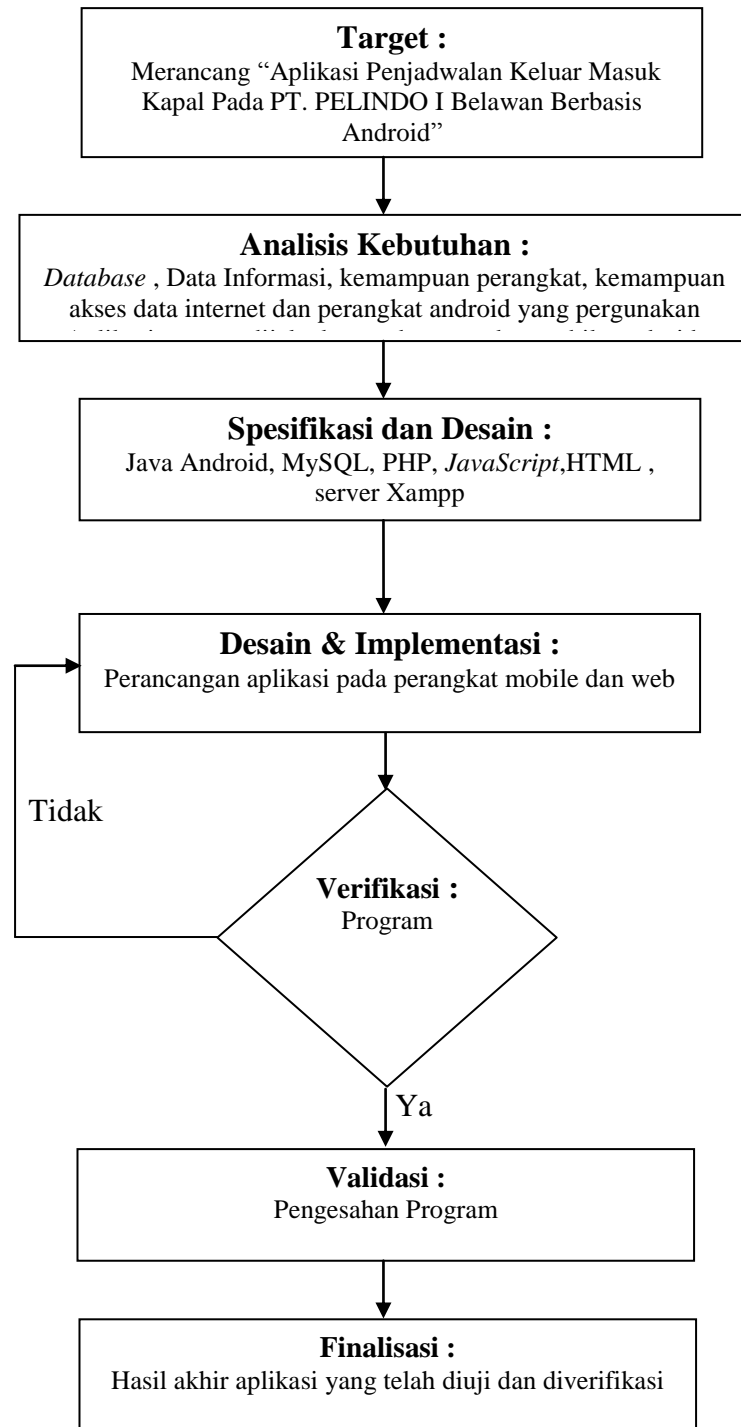 Target :
Merancang “Aplikasi Penjadwalan Keluar Masuk
Kapal Pada PT. PELINDO I Belawan Berbasis
Android”
Analisis Kebutuhan :
Database , Data Informasi, kemampuan perangkat, kemampuan
akses data internet dan perangkat android yang pergunakan
Spesifikasi dan Desain :
Java Android, MySQL, PHP, JavaScript,HTML ,
server Xampp
Desain & Implementasi :
Perancangan aplikasi pada perangkat mobile dan web
Tidak
Verifikasi :
Program
Ya
Validasi :
Pengesahan Program
Finalisasi :
Hasil akhir aplikasi yang telah diuji dan diverifikasi